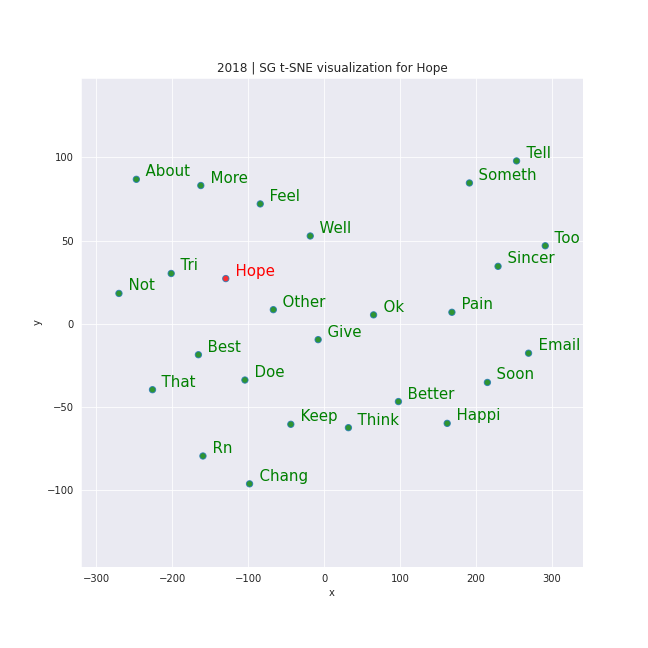 2018 | SG t-SNE visualization for Hope
Tell
About
More
Someth
Feel
Well
Too
Sincer
Tri
Hope
Not
Other
Ok
Pain
Give
Best
Email
Doe
Soon
That
Better
Keep
Think
Happi
Rn
Chang
100
50
0
−50
−100
y
−300
−200
−100
0
100
200
300
x